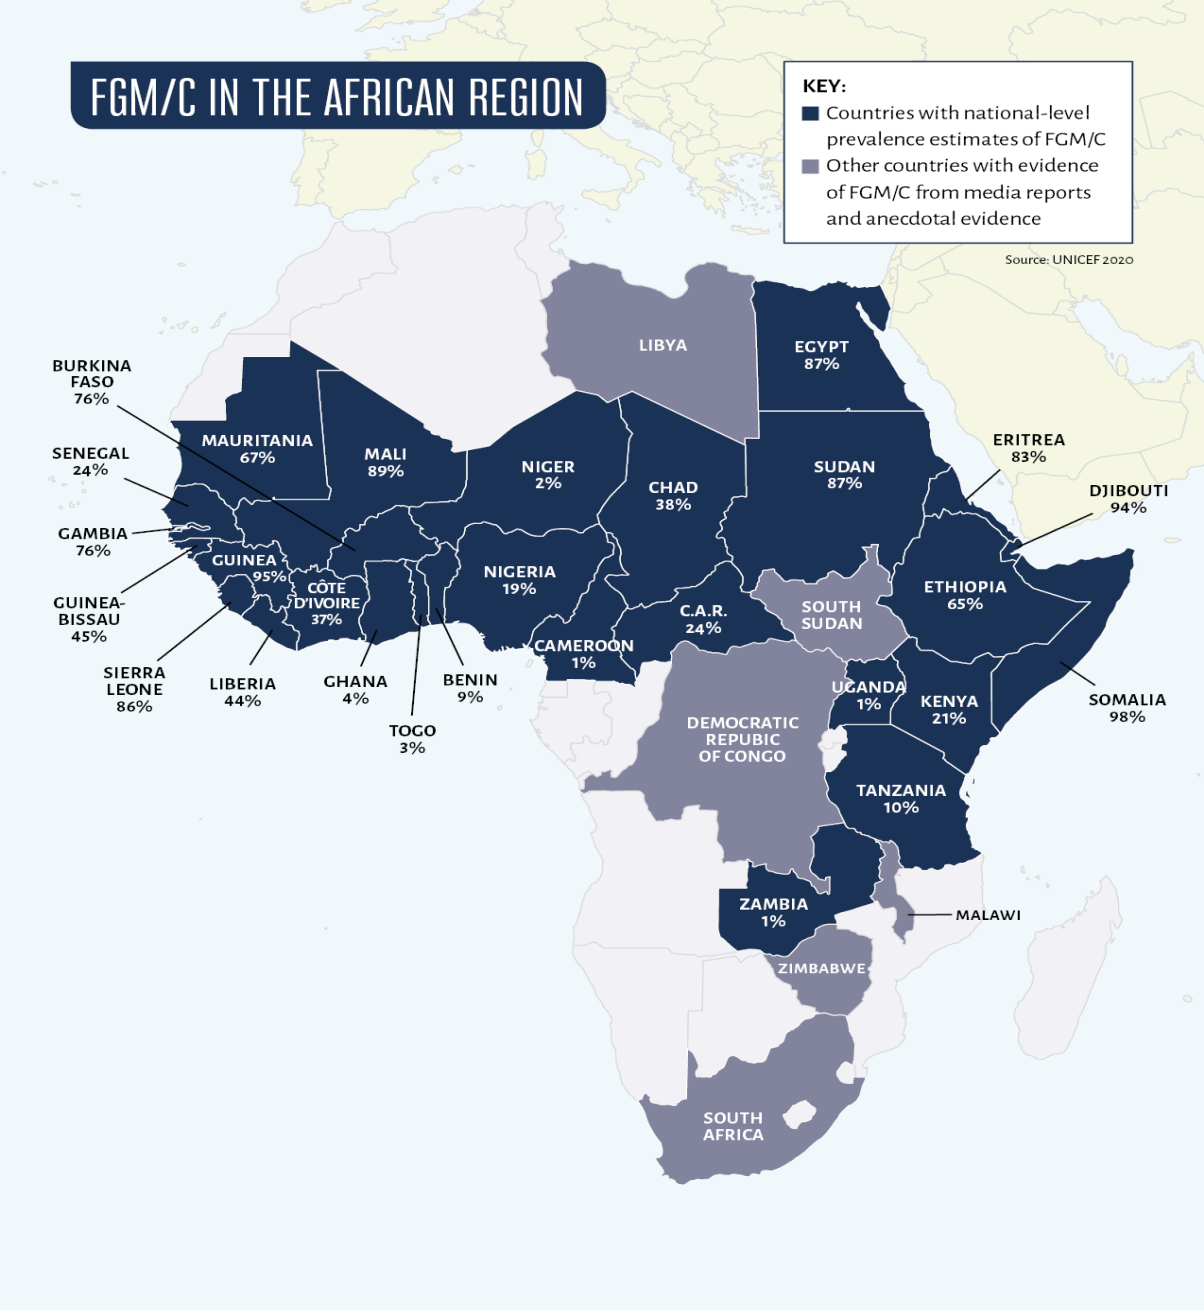 FGM/C IN THE AFRICAN REGION
KEY:
Countries with national-level
prevalence estimates of FGM/C
Other countries with evidence
of FGM/C from media reports
and anecdotal evidence
Source: UNICEF 2020
LIBYA
EGYPT
87%
BURKINA
FASO
76%
MAURITANIA
67%
MALI
89%
NIGER
2%
CHAD
38%
SUDAN
87%
ERITREA
83%
DJIBOUTI
94%
SENEGAL
24%
GAMBIA
76%
GUINEA
95%
GUINEA-
BISSAU
45%
CÔTE
D'IVOIRE
37%
NIGERIA
19%
C.A.R.
24%
SOUTH
SUDAN
ETHIOPIA
65%
CAMEROON
1%
SIERRA
LEONE
86%
LIBERIA
44%
GHANA
4%
BENIN
9%
TOGO
3%
UGANDA
1%
KENYA
21%
SOMALIA
98%
DEMOCRATIC
REPUBIC
OF CONGO
TANZANIA
10%
ZAMBIA
1%
MALAWI
ZIMBABWE
SOUTH
AFRICA